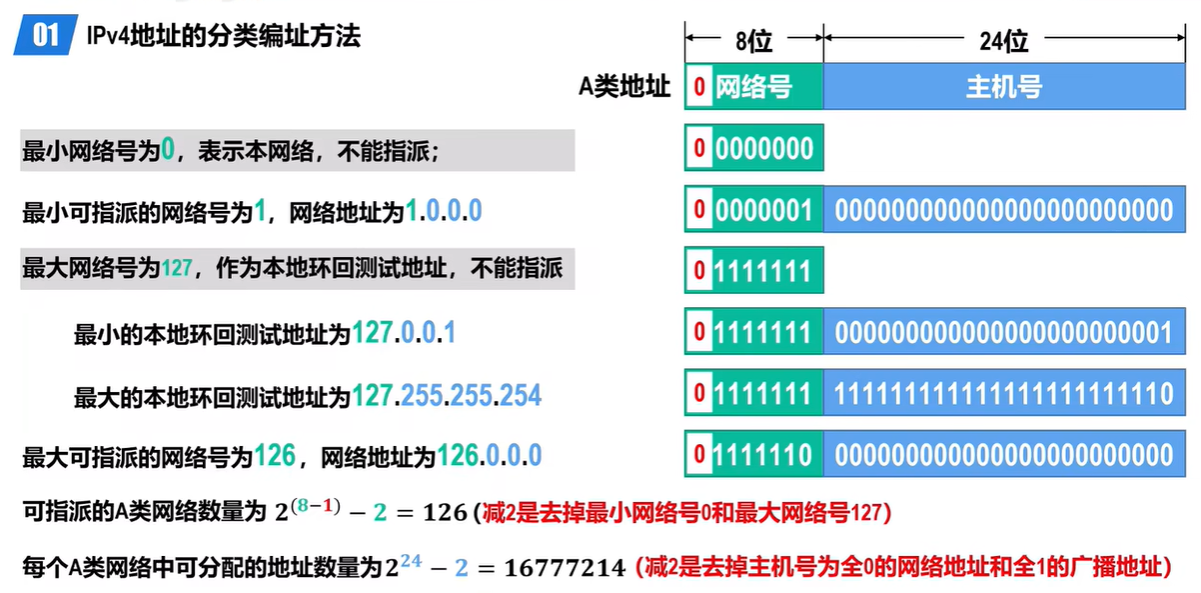 01 IPv4地址的分类编址方法
8位 24位
A类地址 0 网络号 主机号
最小网络号为0，表示本网络，不能指派； 0 0000000
最小可指派的网络号为1，网络地址为1.0.0.0 0 0000001 000000000000000000000000
最大网络号为127，作为本地环回测试地址，不能指派 0 1111111
最小的本地环回测试地址为127.0.0.1 0 1111111 000000000000000000000001
最大的本地环回测试地址为127.255.255.254 0 1111111 111111111111111111111110
最大可指派的网络号为126，网络地址为126.0.0.0 0 1111110 000000000000000000000000
可指派的A类网络数量为 2^(8−1) − 2 = 126 (减2是去掉最小网络号0和最大网络号127)
每个A类网络中可分配的地址数量为2^24 − 2 = 16777214 (减2是去掉主机号为全0的网络地址和全1的广播地址)